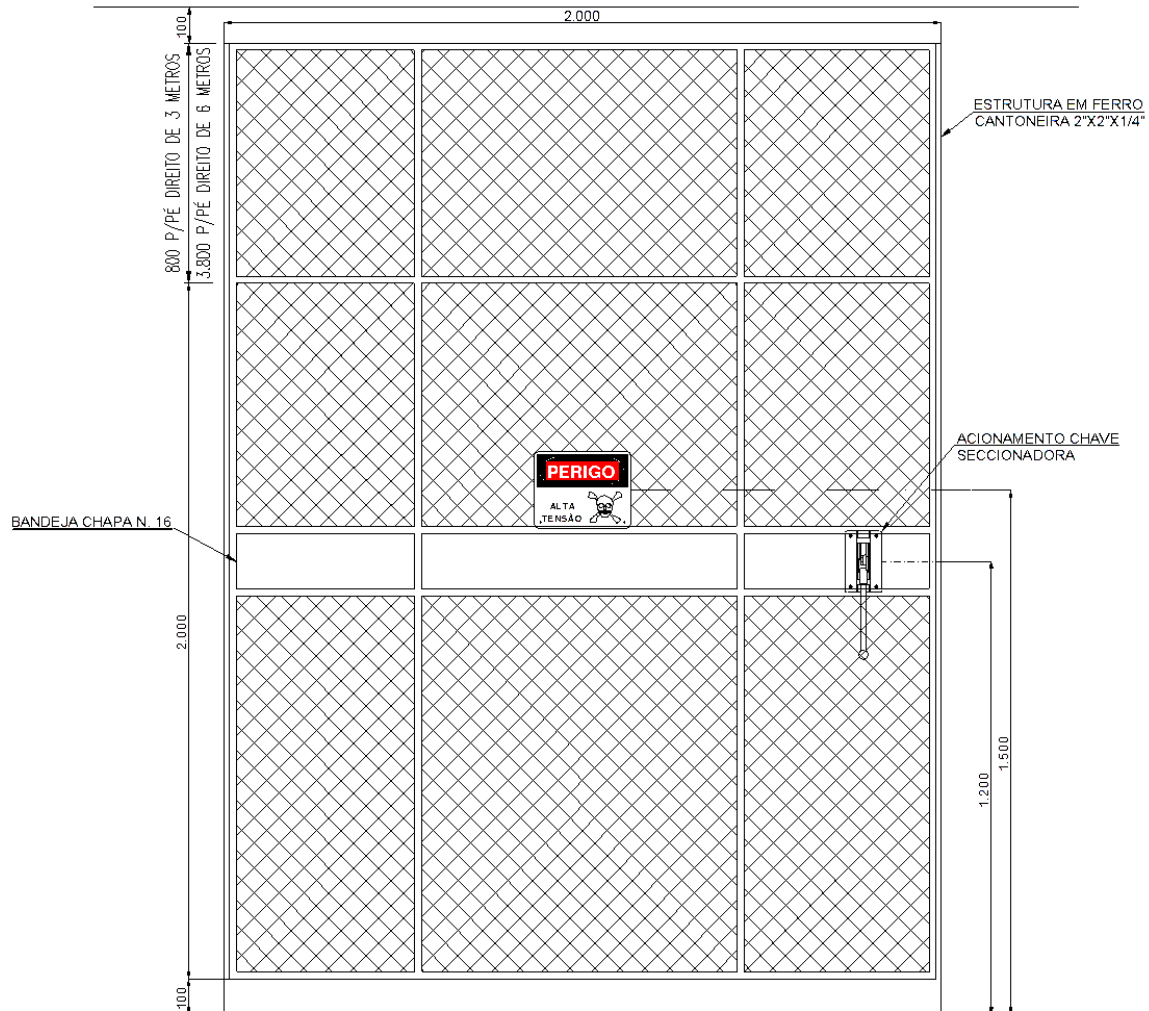 2.000
100
800 P/PÉ DIREITO DE 3 METROS
3.800 P/PÉ DIREITO DE 6 METROS
ESTRUTURA EM FERRO
CANTONEIRA 2"X2"X1/4"
ACIONAMENTO CHAVE
SECCIONADORA
PERIGO
ALTA
TENSÃO
BANDEJA CHAPA N. 16
2.000
1.200
1.500
100